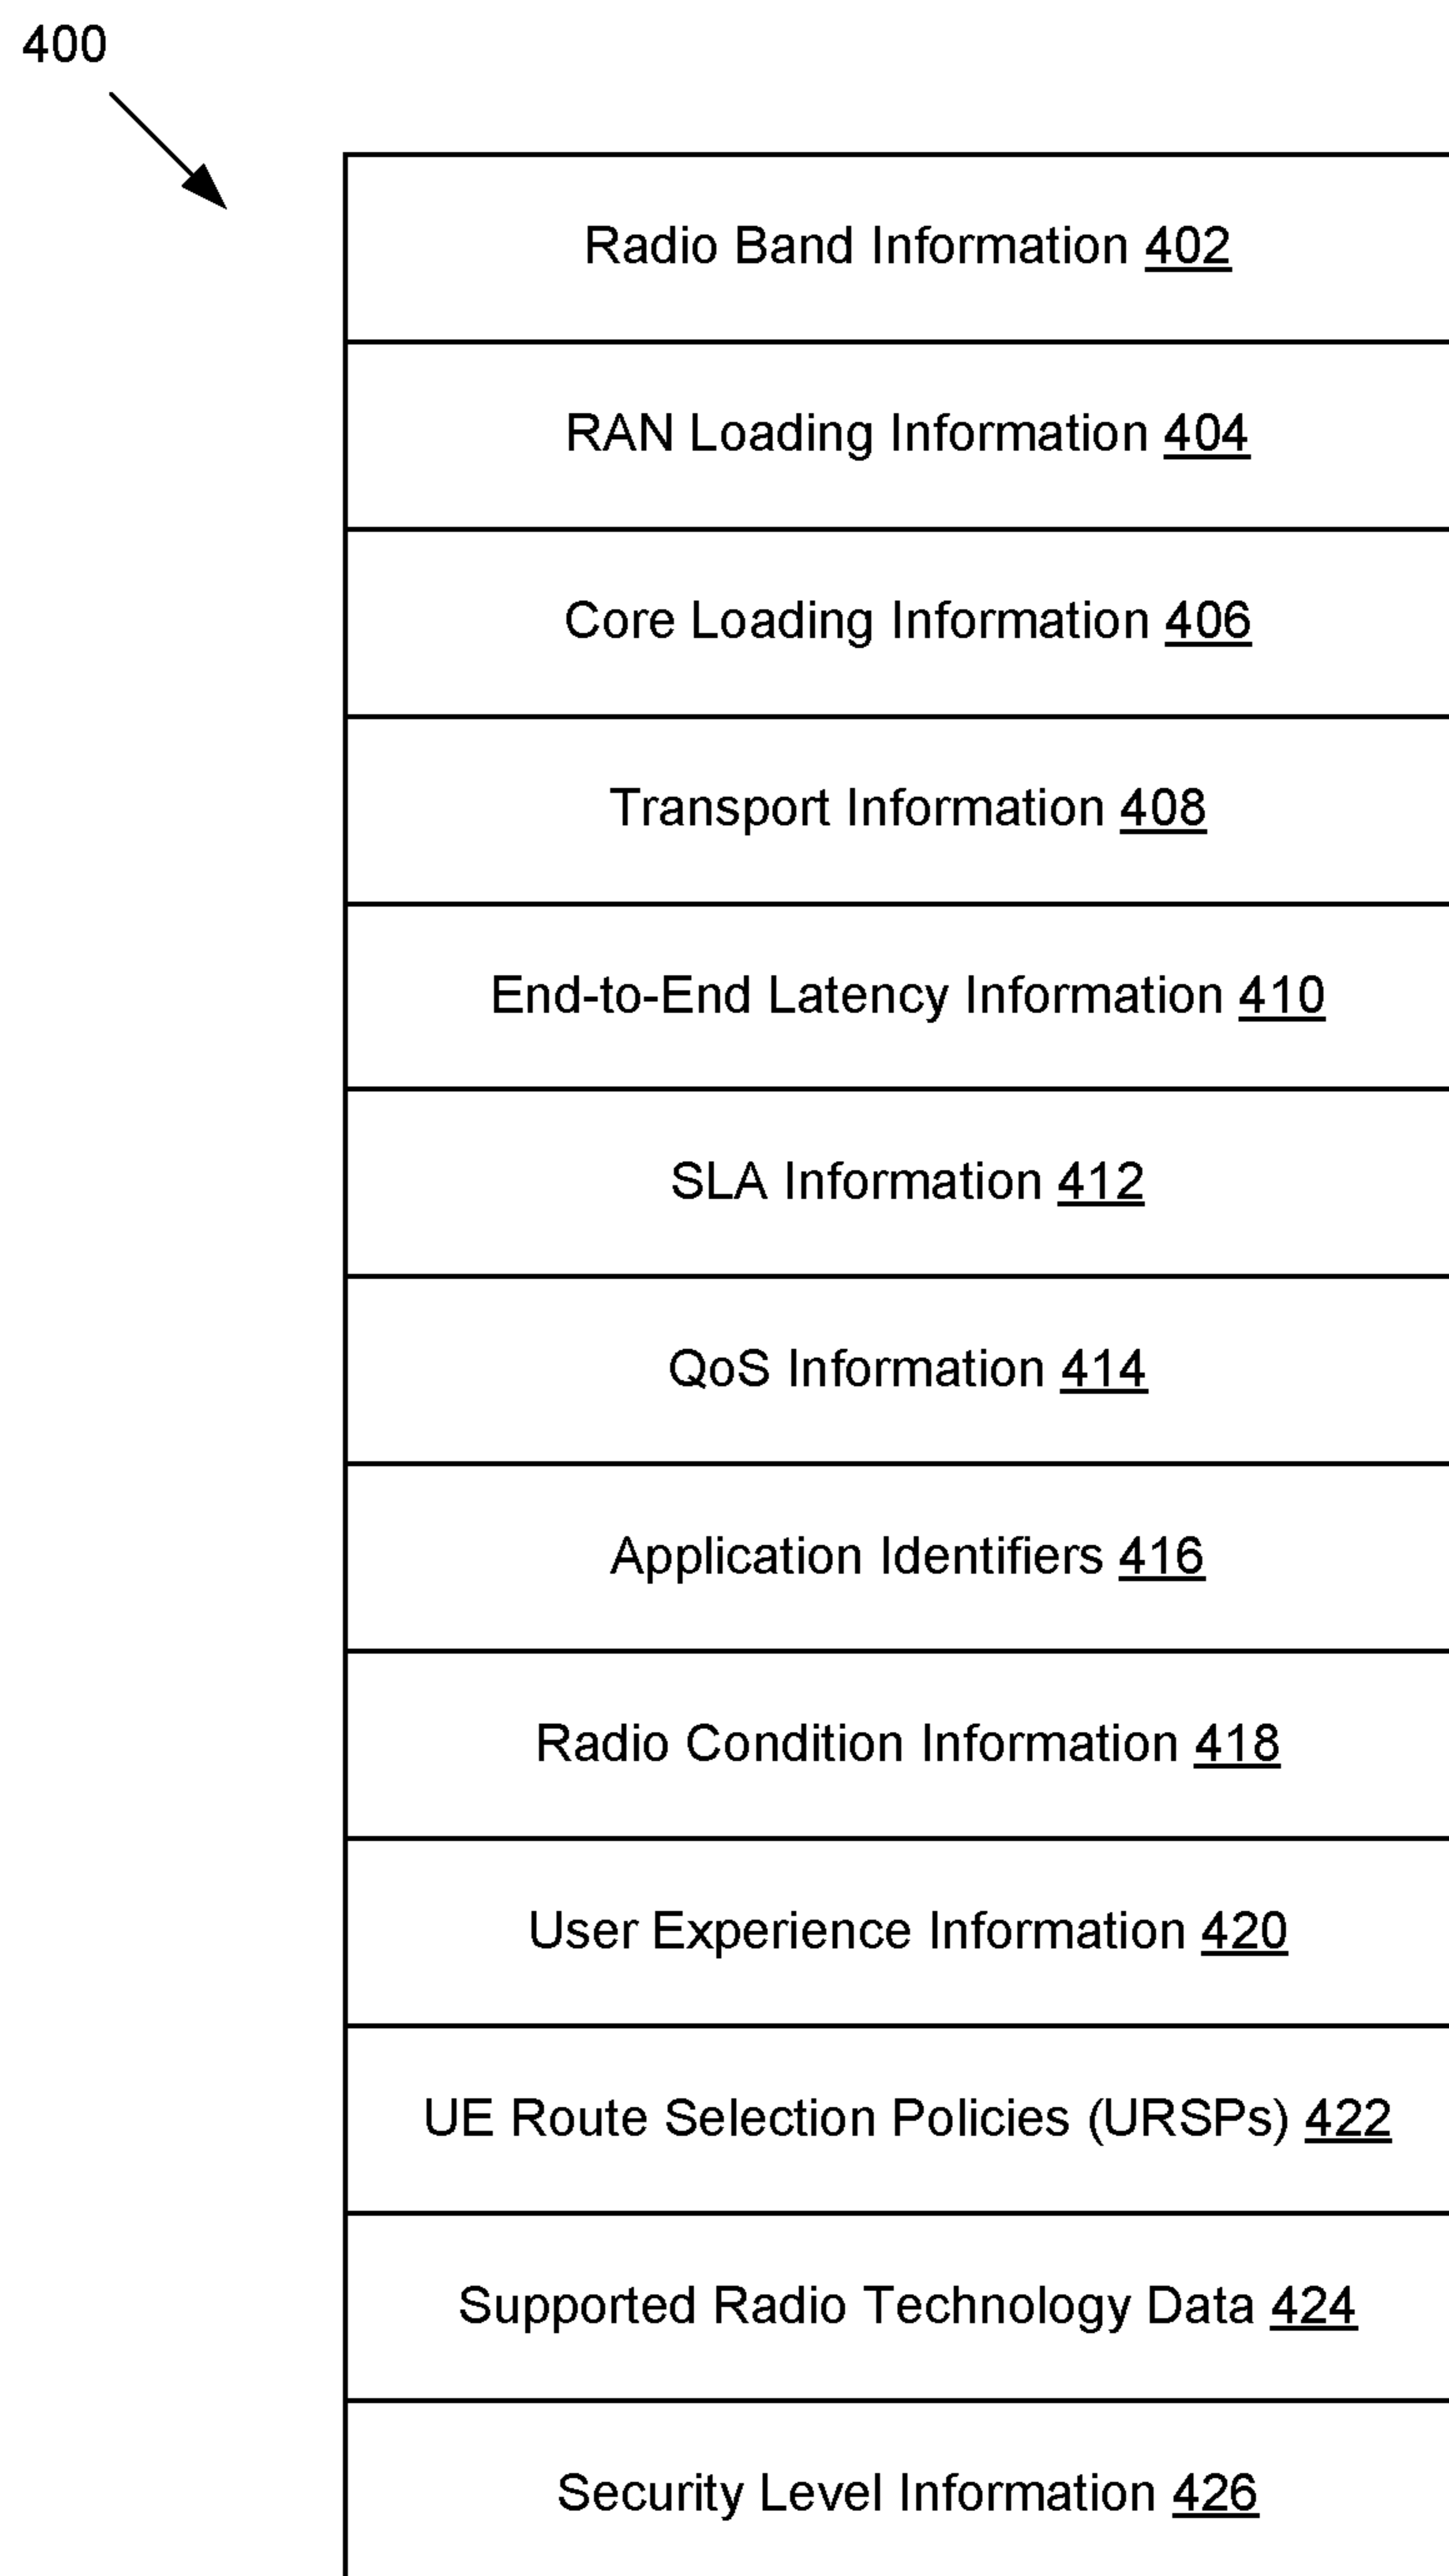 400
Radio Band Information 402
RAN Loading Information 404
Core Loading Information 406
Transport Information 408
End-to-End Latency Information 410
SLA Information 412
QoS Information 414
Application Identifiers 416
Radio Condition Information 418
User Experience Information 420
UE Route Selection Policies (URSPs) 422
Supported Radio Technology Data 424
Security Level Information 426